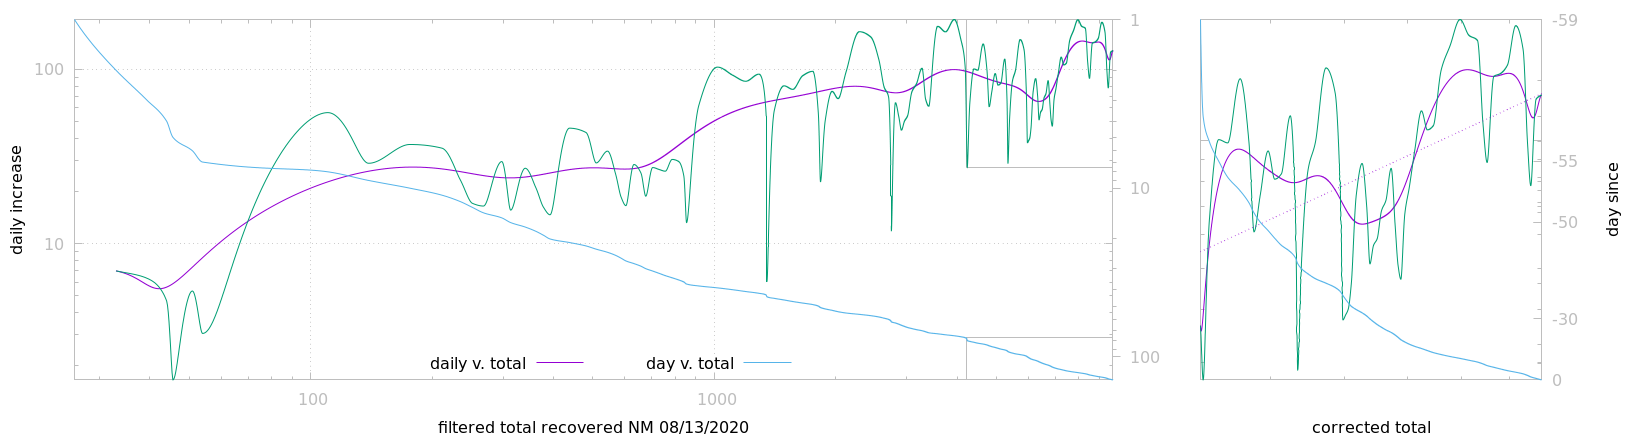 1
-59
100
-55
daily increase
10
-50
day since
10
-30
daily v. total
day v. total
100
0
100
1000
filtered total recovered NM 08/13/2020
corrected total